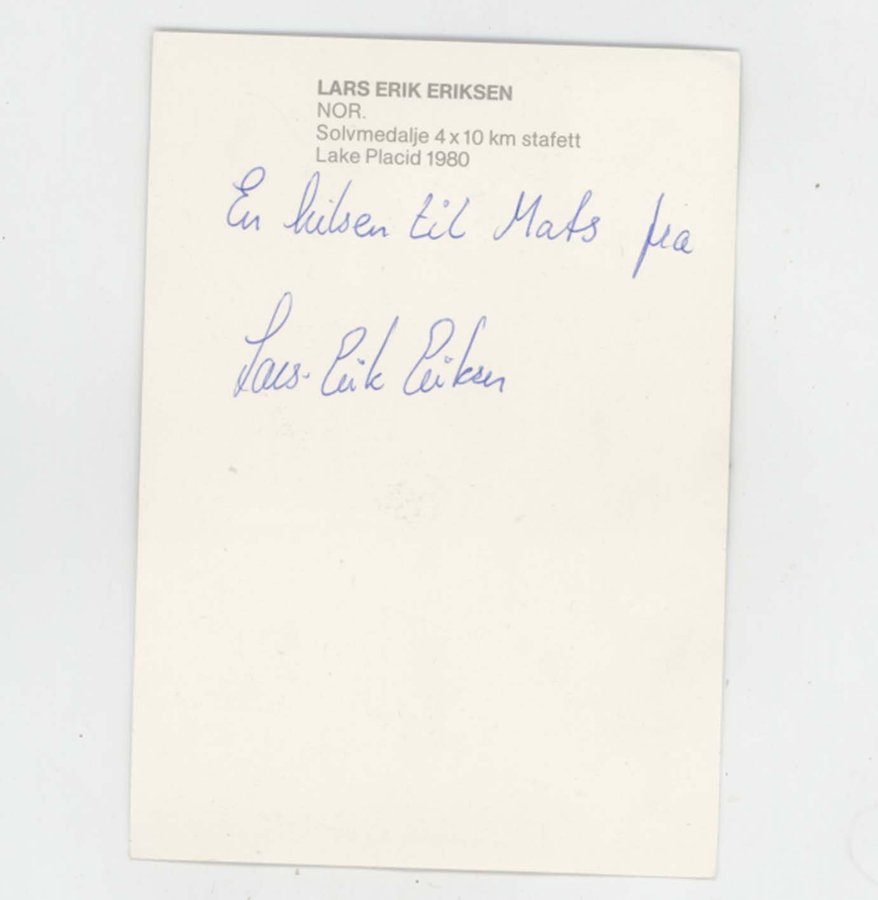 LARS ERIK ERIKSEN
NOR.
Solvmedalje 4 x 10 km stafett
Lake Placid 1980
En hilsen til Mats fra
Lars-Erik Eriksen